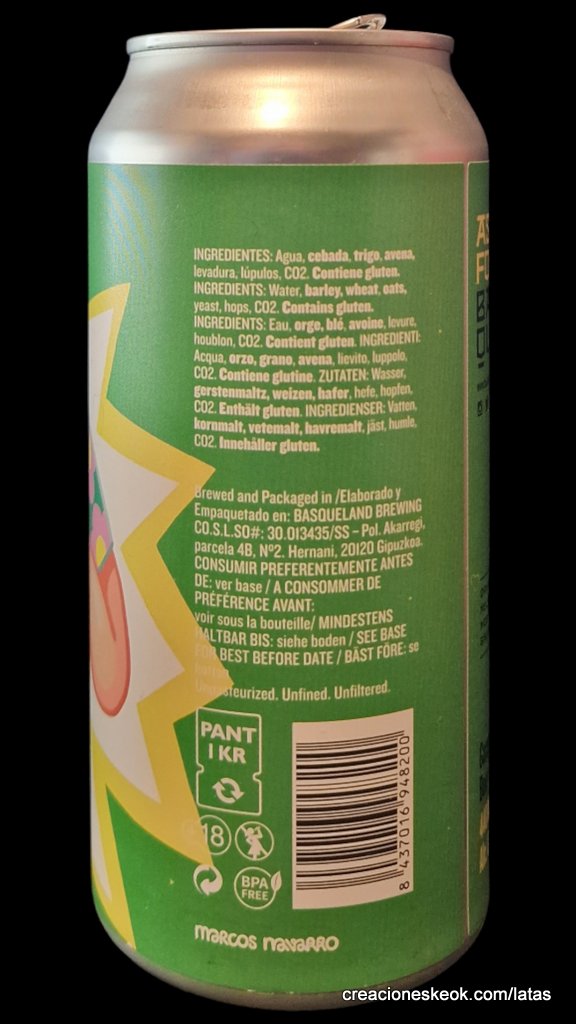 INGREDIENTES: Agua, cebada, trigo, avena,
levadura, lúpulos, CO2. Contiene gluten.
INGREDIENTS: Water, barley, wheat, oats,
yeast, hops, CO2. Contains gluten.
INGRÉDIENTS: Eau, orge, blé, avoine, levure,
houblon, CO2. Contient gluten. INGREDIENTI:
Acqua, orzo, grano, avena, lievito, luppolo,
CO2. Contiene glutine. ZUTATEN: Wasser,
gerstenmaltz, weizen, hafer, hefe, hopfen,
CO2. Enthält gluten. INGREDIENSER: Vatten,
kornmalt, vetemalt, havremalt, jäst, humle,
CO2. Innehåller gluten.
Brewed and Packaged in /Elaborado y
Empaquetado en: BASQUELAND BREWING
CO.S.L.SO#: 30.013435/SS – Pol. Akarregi,
parcela 4B, Nº2. Hernani, 20120 Gipuzkoa.
CONSUMIR PREFERENTEMENTE ANTES
DE: ver base / A CONSOMMER DE
PRÉFÉRENCE AVANT:
voir sous la bouteille/ MINDESTENS
HALTBAR BIS: siehe boden / SEE BASE
FOR BEST BEFORE DATE / BÄST FÖRE: se
botten
Unpasteurized. Unfined. Unfiltered.
PANT
1 KR
+18
BPA
FREE
8 437016 948200
marcos navarro
creacioneskeok.com/latas